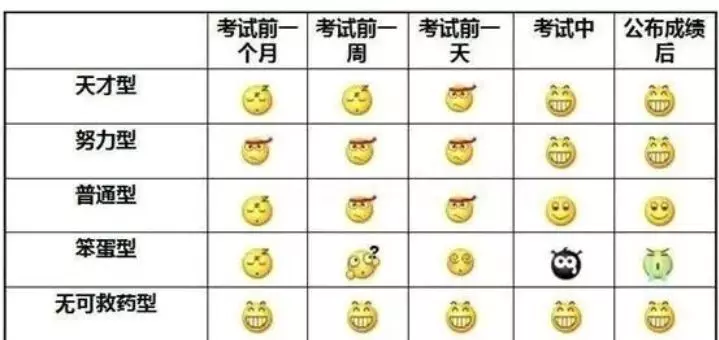 考试前一个月 考试前一周 考试前一天 考试中 公布成绩后
天才型
努力型
普通型
笨蛋型
无可救药型